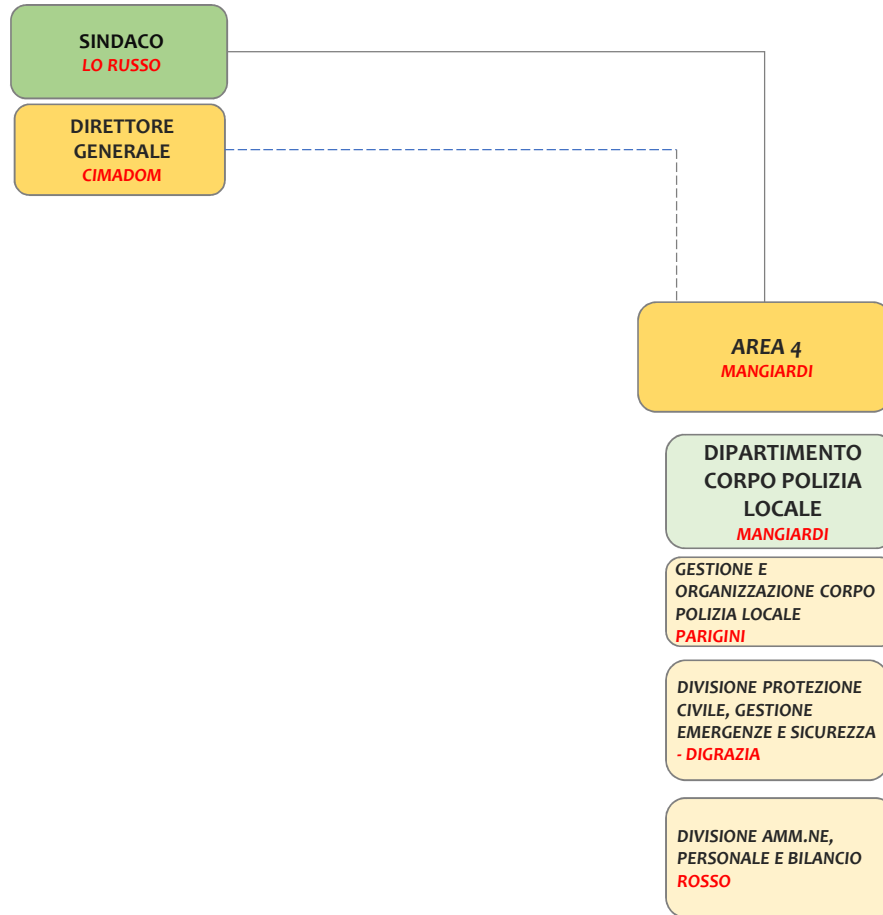 SINDACO
LO RUSSO
DIRETTORE
GENERALE
CIMADOM
AREA 4
MANGIARDI
DIPARTIMENTO
CORPO POLIZIA
LOCALE
MANGIARDI
GESTIONE E
ORGANIZZAZIONE CORPO
POLIZIA LOCALE
PARIGINI
DIVISIONE PROTEZIONE
CIVILE, GESTIONE
EMERGENZE E SICUREZZA
- DIGRAZIA
DIVISIONE AMM.NE,
PERSONALE E BILANCIO
ROSSO